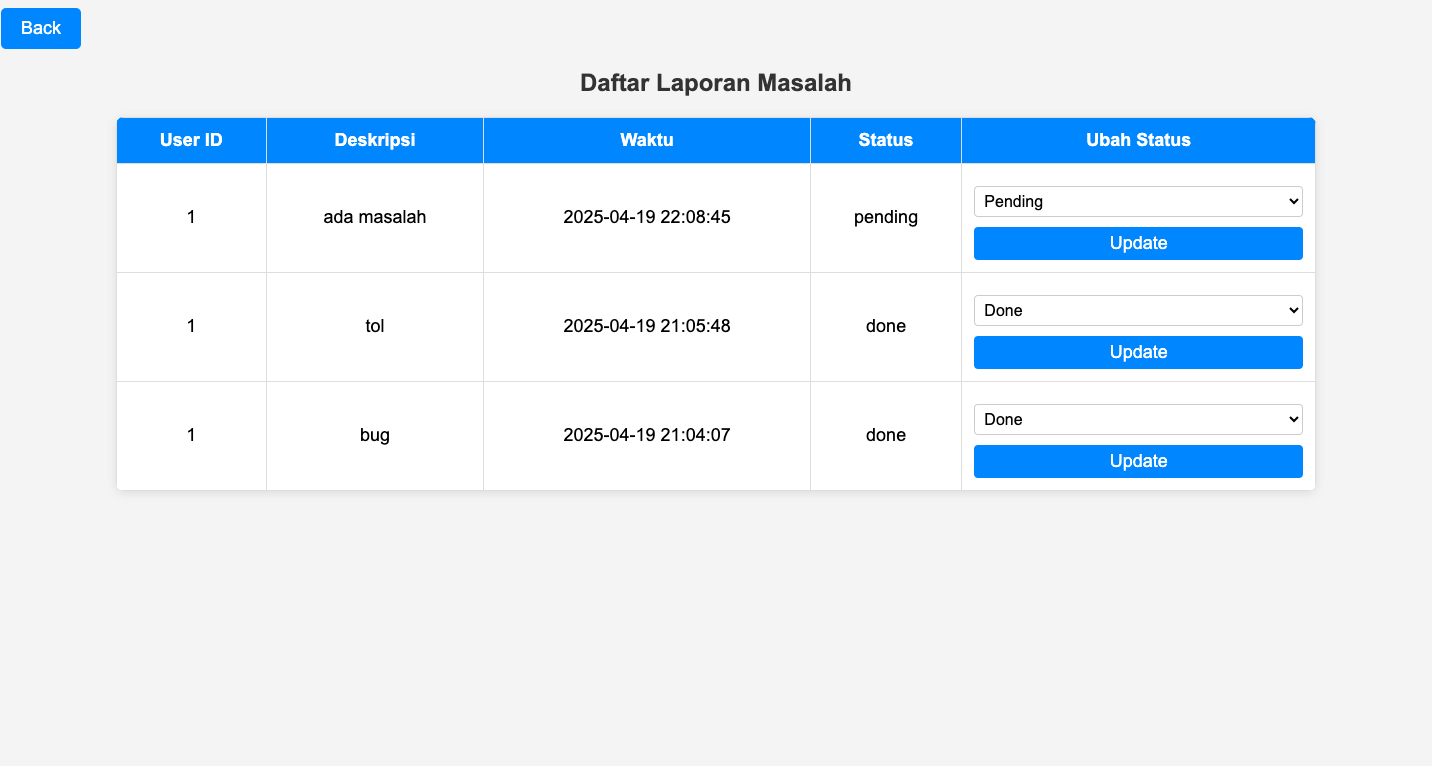 Back
Daftar Laporan Masalah
User ID Deskripsi Waktu Status Ubah Status
1 ada masalah 2025-04-19 22:08:45 pending Pending
Update
1 tol 2025-04-19 21:05:48 done Done
Update
1 bug 2025-04-19 21:04:07 done Done
Update